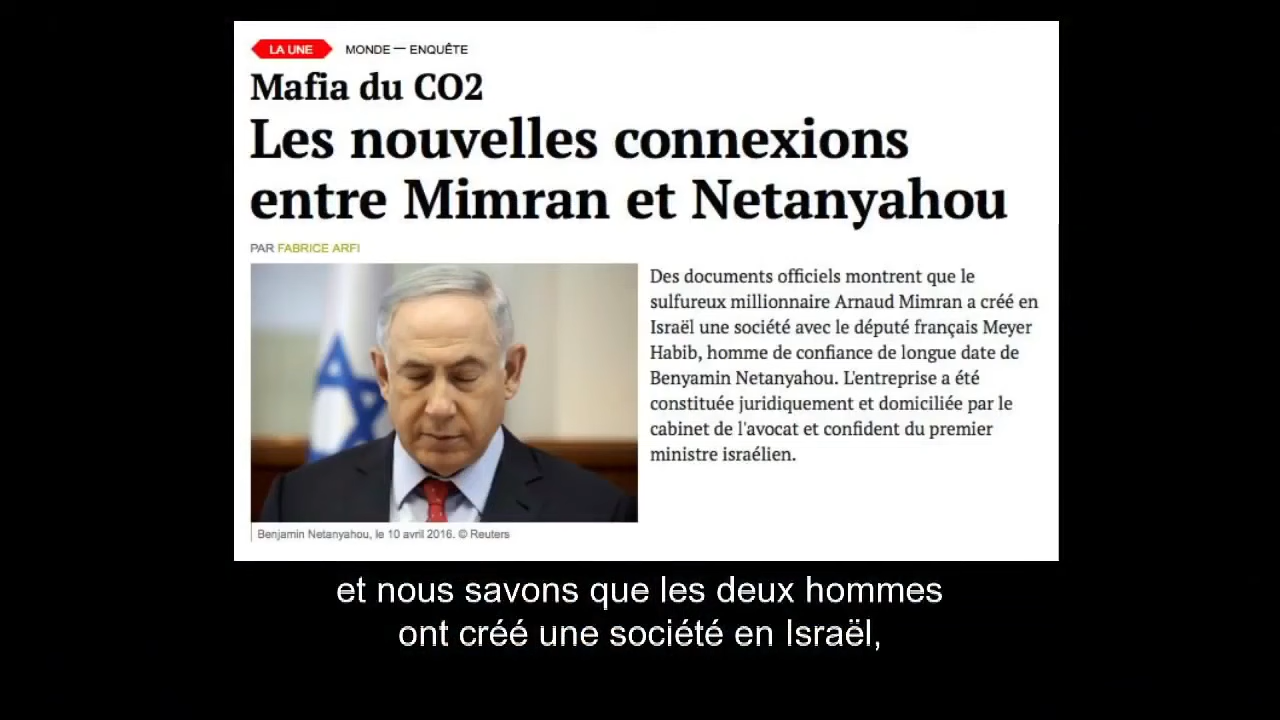 LA UNE MONDE — ENQUÊTE
Mafia du CO2
Les nouvelles connexions
entre Mimran et Netanyahou
PAR FABRICE ARFI
Des documents officiels montrent que le
sulfureux millionnaire Arnaud Mimran a créé en
Israël une société avec le député français Meyer
Habib, homme de confiance de longue date de
Benyamin Netanyahou. L'entreprise a été
constituée juridiquement et domiciliée par le
cabinet de l'avocat et confident du premier
ministre israélien.
Benjamin Netanyahou, le 10 avril 2016. © Reuters
et nous savons que les deux hommes
ont créé une société en Israël,